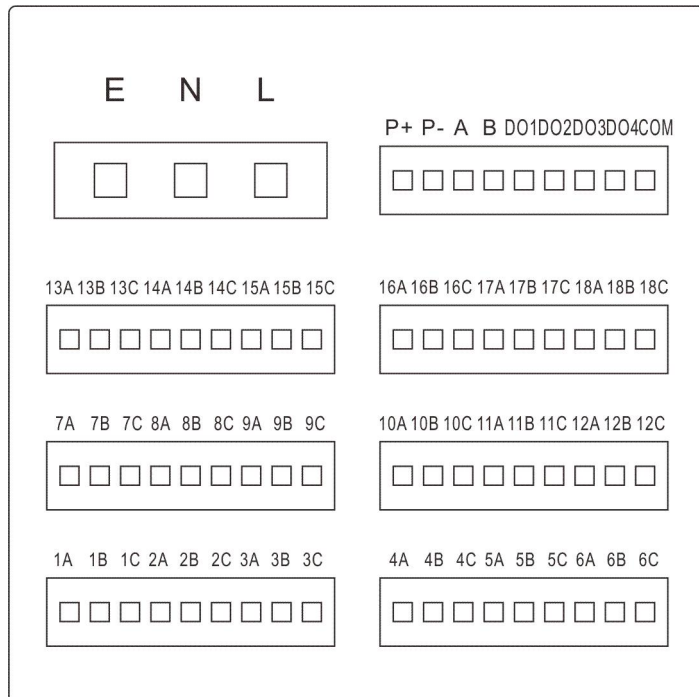 E N L
P+ P- A B DO1DO2DO3DO4COM
13A 13B 13C 14A 14B 14C 15A 15B 15C
16A 16B 16C 17A 17B 17C 18A 18B 18C
7A 7B 7C 8A 8B 8C 9A 9B 9C
10A 10B 10C 11A 11B 11C 12A 12B 12C
1A 1B 1C 2A 2B 2C 3A 3B 3C
4A 4B 4C 5A 5B 5C 6A 6B 6C